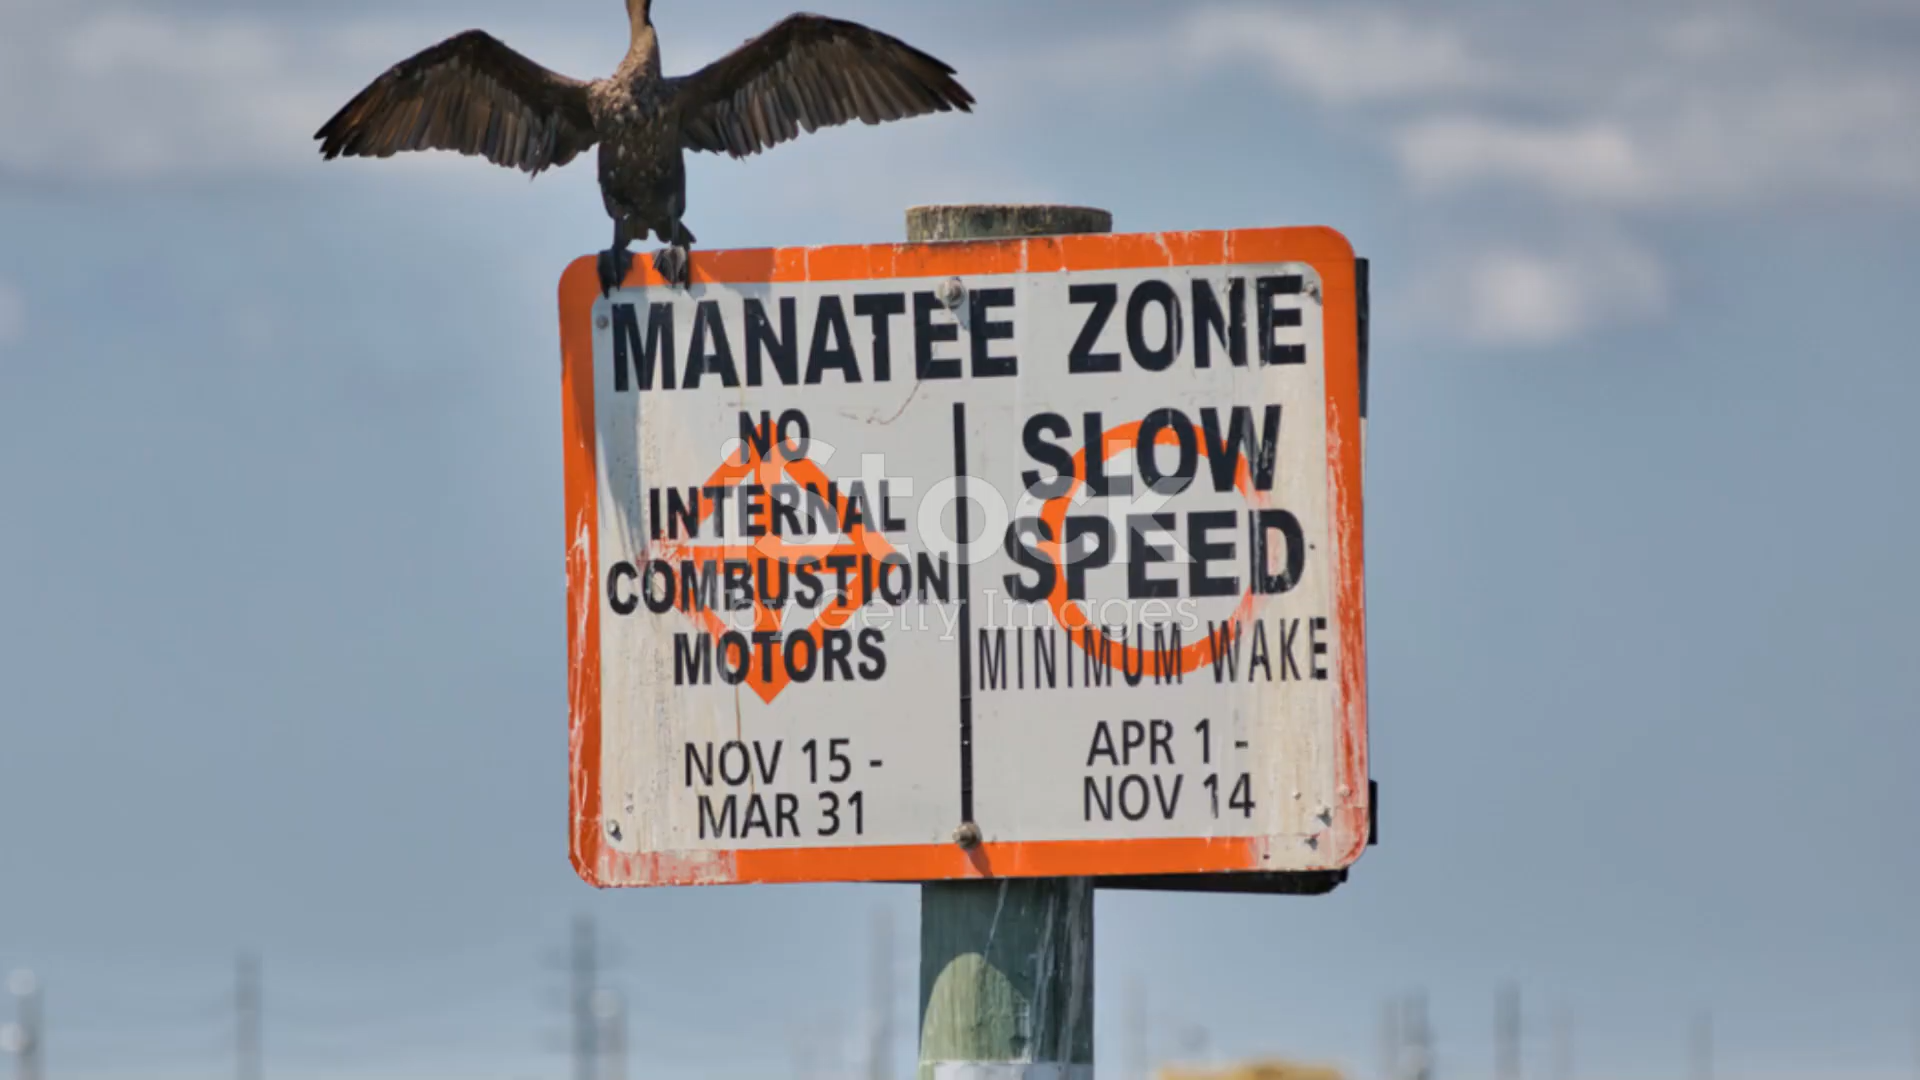 MANATEE ZONE
NO
INTERNAL
COMBUSTION
MOTORS
NOV 15 -
MAR 31
SLOW
SPEED
MINIMUM WAKE
APR 1 -
NOV 14
iStock
by Getty Images